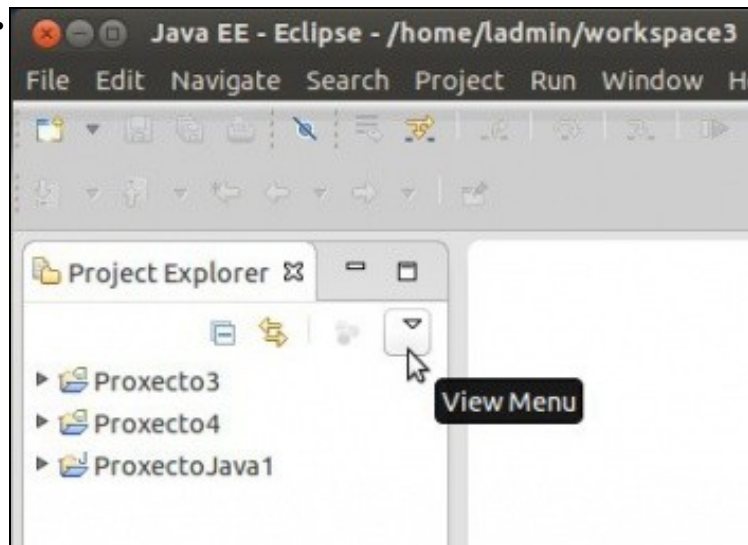 Java EE - Eclipse - /home/ladmin/workspace3
File Edit Navigate Search Project Run Window
Project Explorer
Proxecto3
View Menu
Proxecto4
ProxectoJava1